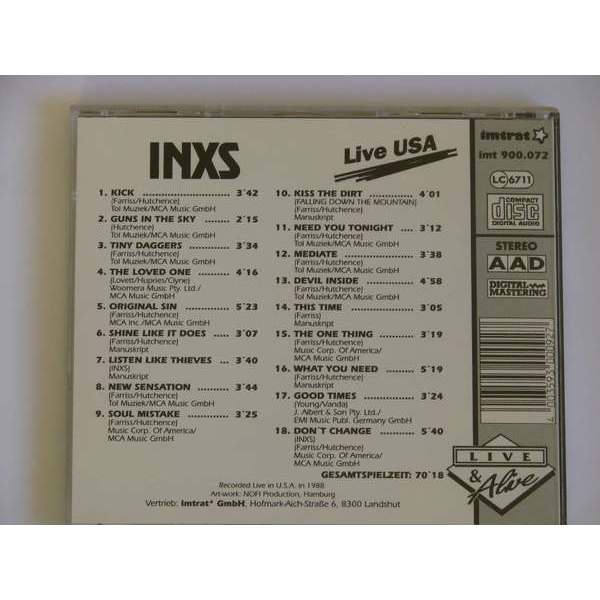 INXS
Live USA
1. KICK .................... 3´42
(Farriss/Hutchence)
Tol Muziek/MCA Music GmbH
2. GUNS IN THE SKY ........ 2´15
(Hutchence)
Tol Muziek/MCA Music GmbH
3. TINY DAGGERS ............ 3´34
(Farriss/Hutchence)
Tol Muziek/MCA Music GmbH
4. THE LOVED ONE ......... 4´16
(Lovett/Hupries/Clyne)
Woomera Music Pty. Ltd./
MCA Music GmbH
5. ORIGINAL SIN ............ 5´23
(Farriss/Hutchence)
MCA Inc./MCA Music GmbH
6. SHINE LIKE IT DOES ..... 3´07
(Farriss/Hutchence)
Manuskript
7. LISTEN LIKE THIEVES ... 3´40
(INXS)
Manuskript
8. NEW SENSATION ......... 3´44
(Farriss/Hutchence)
Tol Muziek/MCA Music GmbH
9. SOUL MISTAKE ............ 3´25
(Farriss/Hutchence)
Music Corp. Of America/
MCA Music GmbH
10. KISS THE DIRT ............ 4´01
(FALLING DOWN THE MOUNTAIN)
(Farriss/Hutchence)
Manuskript
11. NEED YOU TONIGHT .... 3´12
(Farriss/Hutchence)
Tol Muziek/MCA Music GmbH
12. MEDIATE .................. 3´38
(Farriss/Hutchence)
Tol Muziek/MCA Music GmbH
13. DEVIL INSIDE ............ 4´58
(Farriss/Hutchence)
Tol Muziek/MCA Music GmbH
14. THIS TIME .................. 3´05
(Farriss)
Manuskript
15. THE ONE THING ......... 3´19
(Farriss/Hutchence)
Music Corp. Of America/
MCA Music GmbH
16. WHAT YOU NEED ......... 5´19
(Farriss/Hutchence)
Manuskript
17. GOOD TIMES ............ 3´24
(Young/Vanda)
J. Albert & Son Pty. Ltd./
EMI Music Publ. Germany GmbH
18. DON´T CHANGE ......... 5´40
(INXS)
(Farriss/Hutchence)
Music Corp. Of America/
MCA Music GmbH
GESAMTSPIELZEIT: 70´18
Recorded Live in U.S.A. in 1988
Art-work: NOFI Production, Hamburg
Vertrieb: Imtrat* GmbH, Hofmark-Aich-Straße 6, 8300 Landshut
imtrat
imt 900.072
LC 6711
COMPACT
disc
DIGITAL AUDIO
STEREO
AAD
DIGITAL
MASTERING
LIVE
& Alive